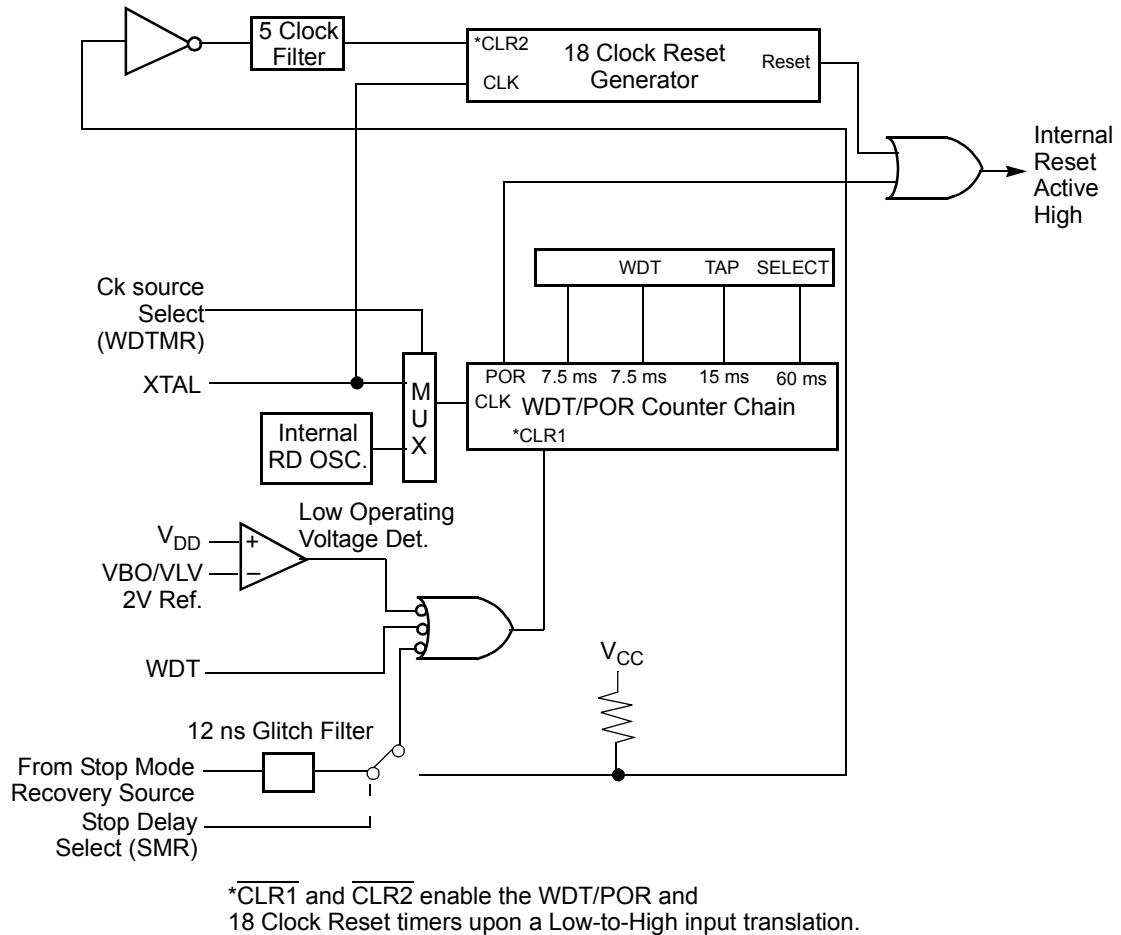 5 Clock
Filter
*CLR2
CLK
18 Clock Reset
Generator
Reset
Internal
Reset
Active
High
WDT TAP SELECT
Ck source
Select
(WDTMR)
XTAL
M
U
X
Internal
RD OSC.
POR 7.5 ms 7.5 ms 15 ms 60 ms
CLK WDT/POR Counter Chain
*CLR1
Low Operating
Voltage Det.
VDD
+
VBO/VLV
−
2V Ref.
WDT
VCC
12 ns Glitch Filter
From Stop Mode
Recovery Source
Stop Delay
Select (SMR)
*CLR1 and CLR2 enable the WDT/POR and
18 Clock Reset timers upon a Low-to-High input translation.